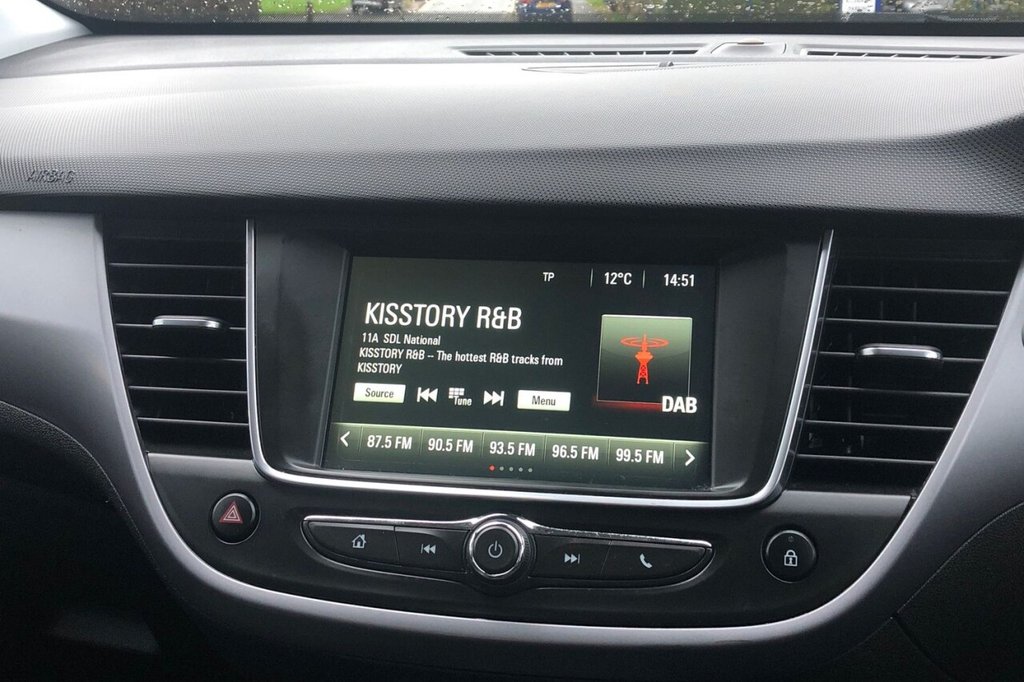 AIRBAG
TP 12°C 14:51
KISSTORY R&B
11A SDL National
KISSTORY R&B -- The hottest R&B tracks from
KISSTORY
Source Tune Menu
DAB
87.5 FM 90.5 FM 93.5 FM 96.5 FM 99.5 FM